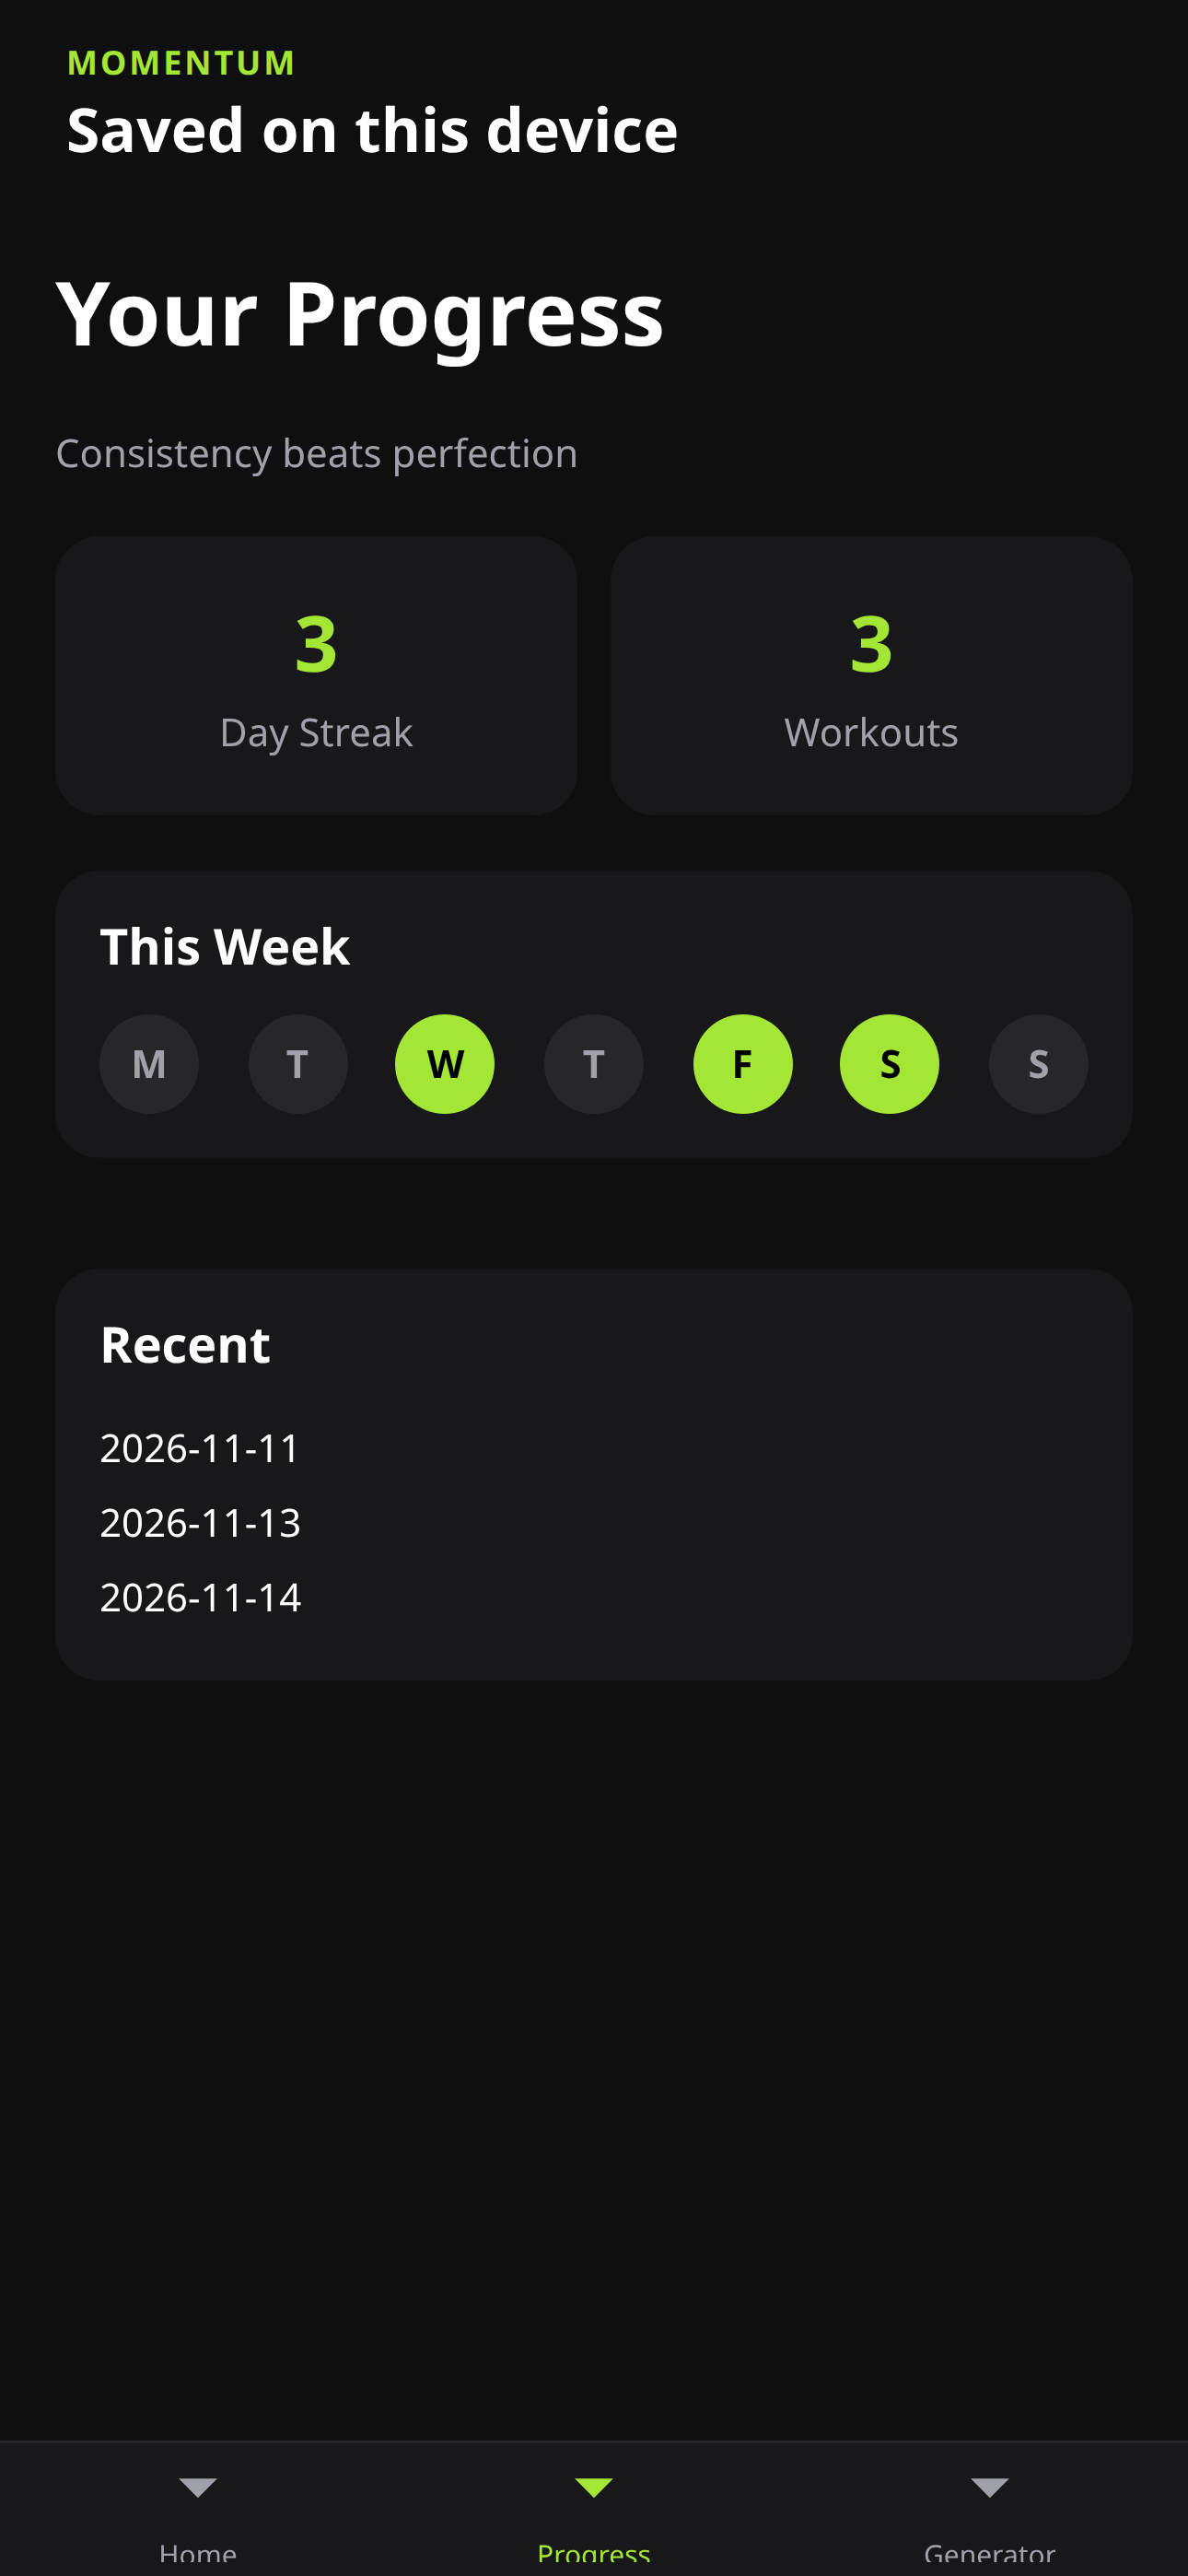 MOMENTUM
Saved on this device
Your Progress
Consistency beats perfection
3
Day Streak
3
Workouts
This Week
M T W T F S S
Recent
2026-11-11
2026-11-13
2026-11-14
Home Progress Generator